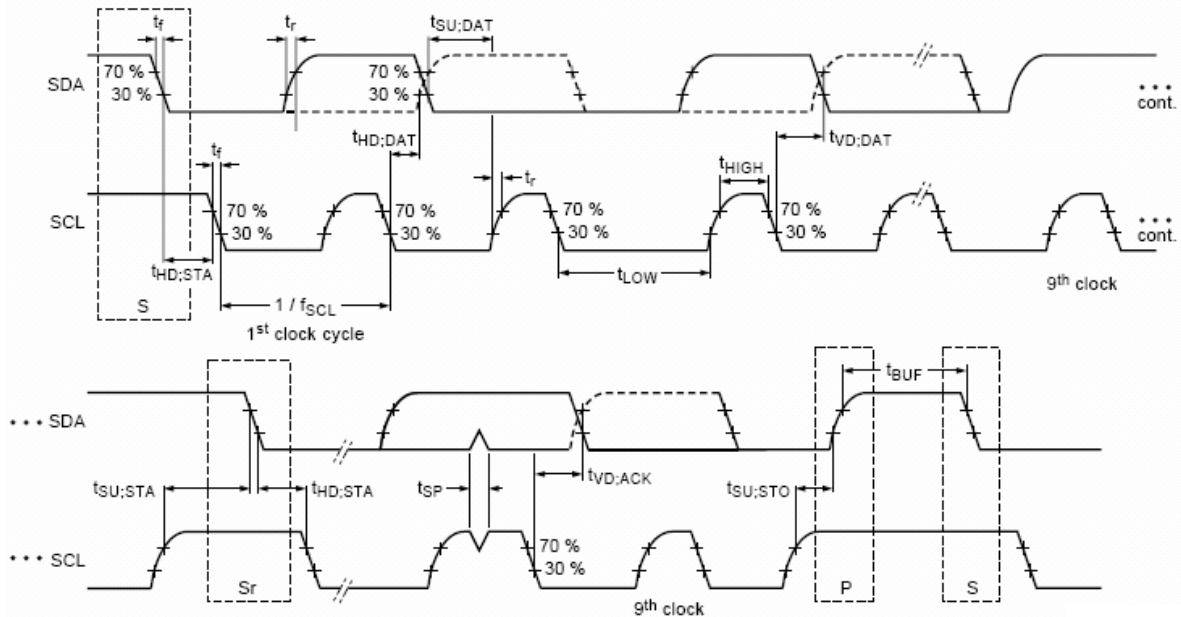 tf
tr
tSU;DAT
SDA
70 %
30 %
70 %
30 %
• • •
cont.
tf
tHD;DAT
tr
tHIGH
tVD;DAT
SCL
70 %
30 %
70 %
30 %
70 %
30 %
70 %
30 %
• • •
cont.
tHD;STA
tLOW
S
1 / fSCL
9th clock
1st clock cycle
tBUF
• • • SDA
tSU;STA
tHD;STA
tSP
tVD;ACK
tSU;STO
• • • SCL
70 %
30 %
Sr
P
S
9th clock